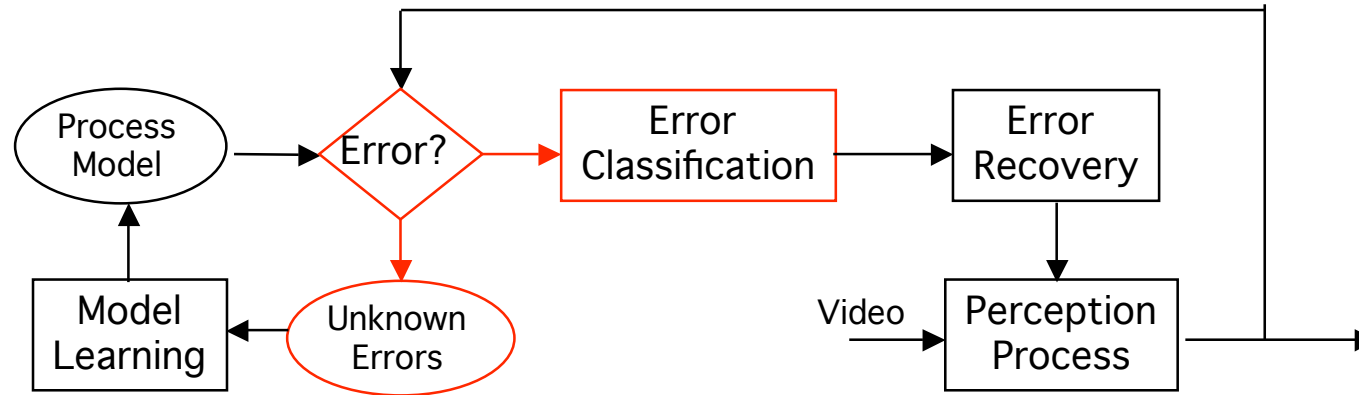 Process
Model
Error?
Error
Classification
Error
Recovery
Model
Learning
Unknown
Errors
Video
Perception
Process